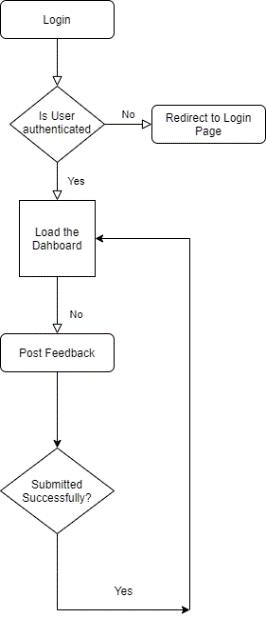 Login
Is User
authenticated
No
Redirect to Login
Page
Yes
Load the
Dahboard
No
Post Feedback
Submitted
Successfully?
Yes